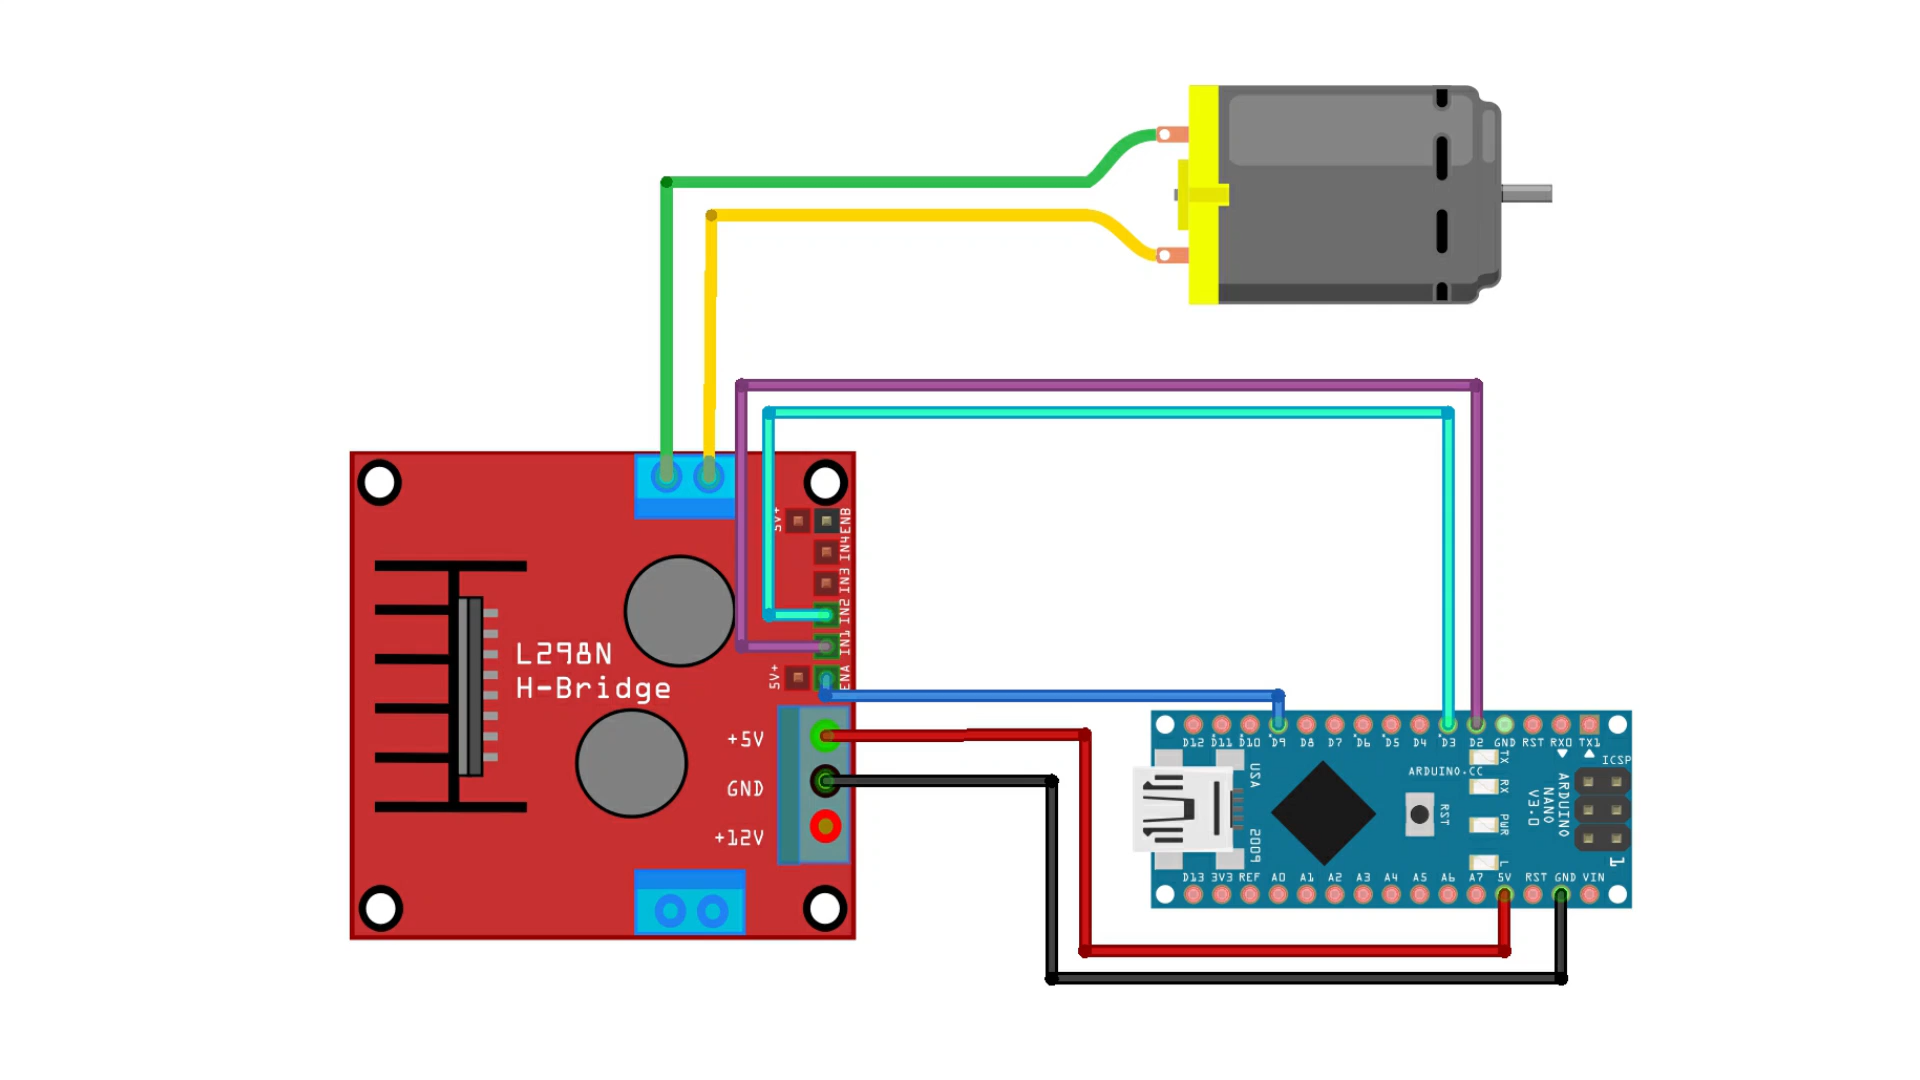 5V+
ENB
IN4
IN3
IN2
IN1
5V+
ENA
L298N
H-Bridge
+5V
GND
+12V
D12 D11 D10 D9 D8 D7 D6 D5 D4 D3 D2 GND RST RX0 TX1
USA
2009
ARDUINO.CC
TX
RX
PWR
L
RST
ICSP
ARDUINO
NANO
V3.0
1
D13 3V3 REF A0 A1 A2 A3 A4 A5 A6 A7 5V RST GND VIN